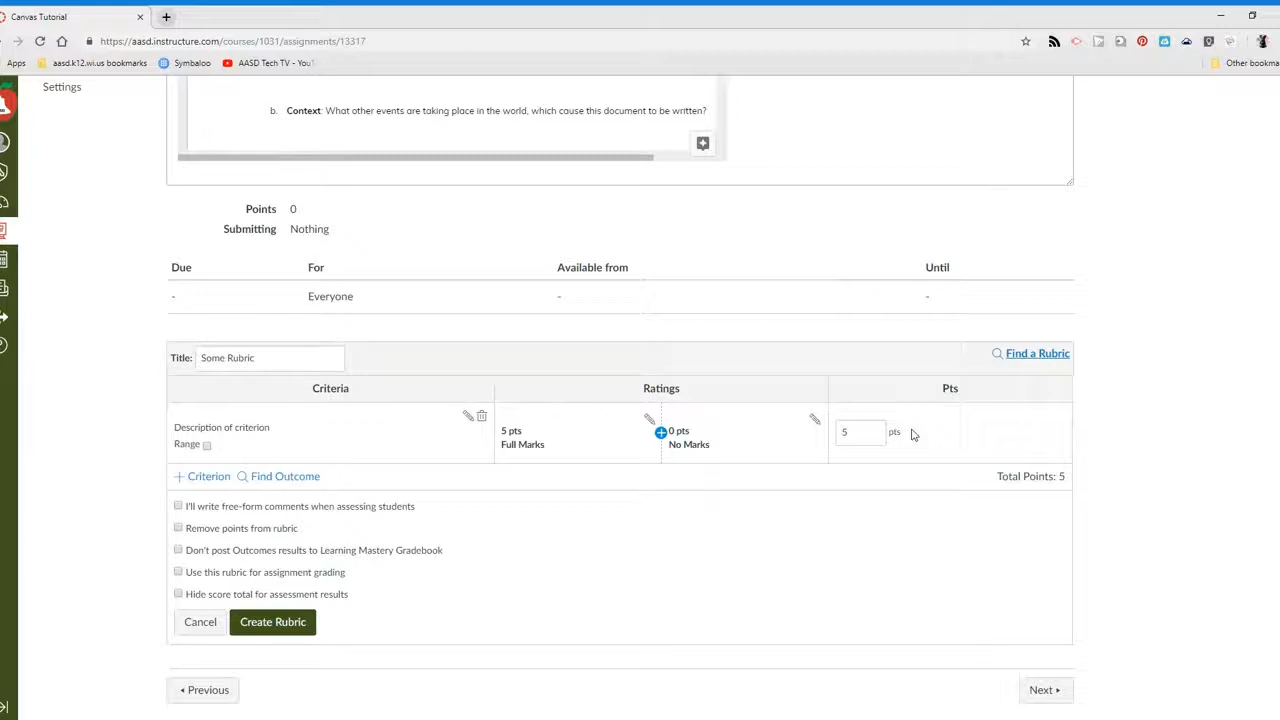 Canvas Tutorial
https://aasd.instructure.com/courses/1031/assignments/13317
Apps aasd.k12.wi.us bookmarks Symbaloo AASD Tech TV - You Other bookma
Settings
b. Context: What other events are taking place in the world, which cause this document to be written?
Points 0
Submitting Nothing
Due For Available from Until
- Everyone - -
Title: Some Rubric Find a Rubric
Criteria Ratings Pts
Description of criterion
Range
5 pts
Full Marks
0 pts
No Marks
5 pts
Criterion Find Outcome Total Points: 5
I'll write free-form comments when assessing students
Remove points from rubric
Don't post Outcomes results to Learning Mastery Gradebook
Use this rubric for assignment grading
Hide score total for assessment results
Cancel Create Rubric
Previous Next